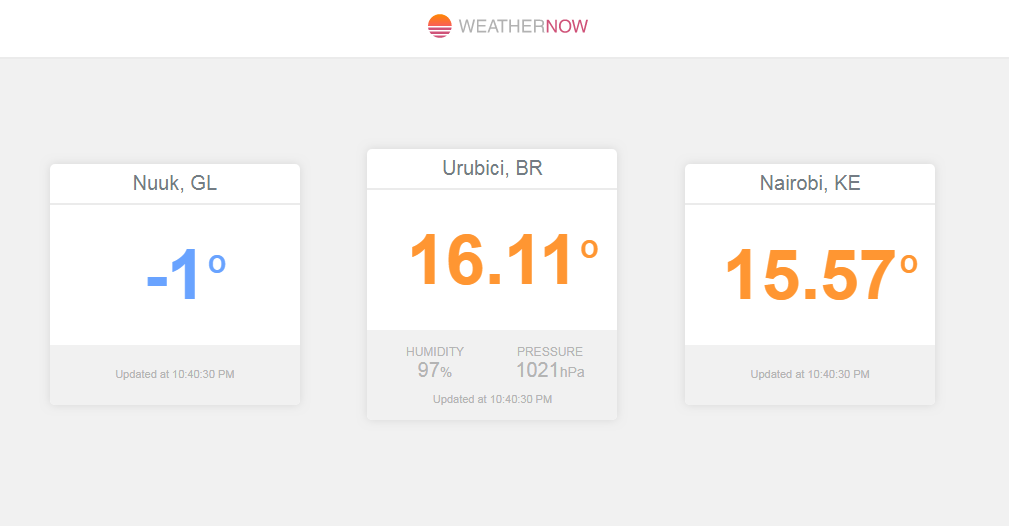 WEATHERNOW
Nuuk, GL
-1º
Updated at 10:40:30 PM
Urubici, BR
16.11º
HUMIDITY
97%
PRESSURE
1021hPa
Updated at 10:40:30 PM
Nairobi, KE
15.57º
Updated at 10:40:30 PM